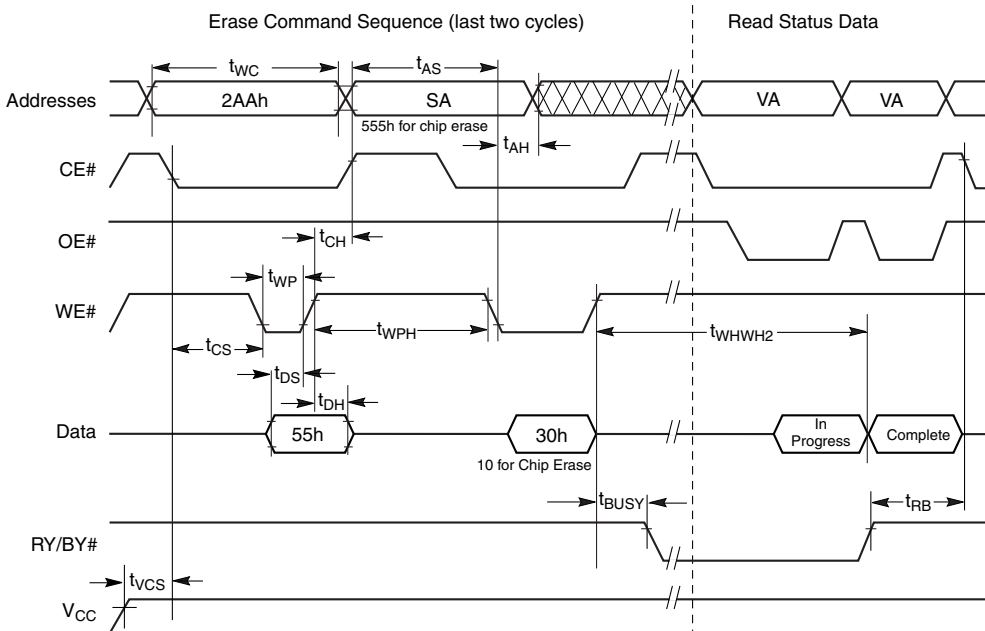 Erase Command Sequence (last two cycles)
Read Status Data
tWC
tAS
Addresses
2AAh
SA
VA
VA
555h for chip erase
tAH
CE#
OE#
tCH
tWP
WE#
tWPH
tWHWH2
tCS
tDS
tDH
Data
55h
30h
In
Progress
Complete
10 for Chip Erase
tBUSY
tRB
RY/BY#
tVCS
VCC